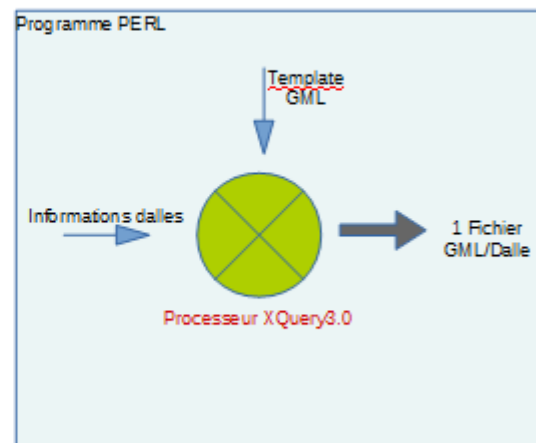 Programme PERL
Template
GML
Informations dalles
1 Fichier
GML/Dalle
Processeur XQuery3.0